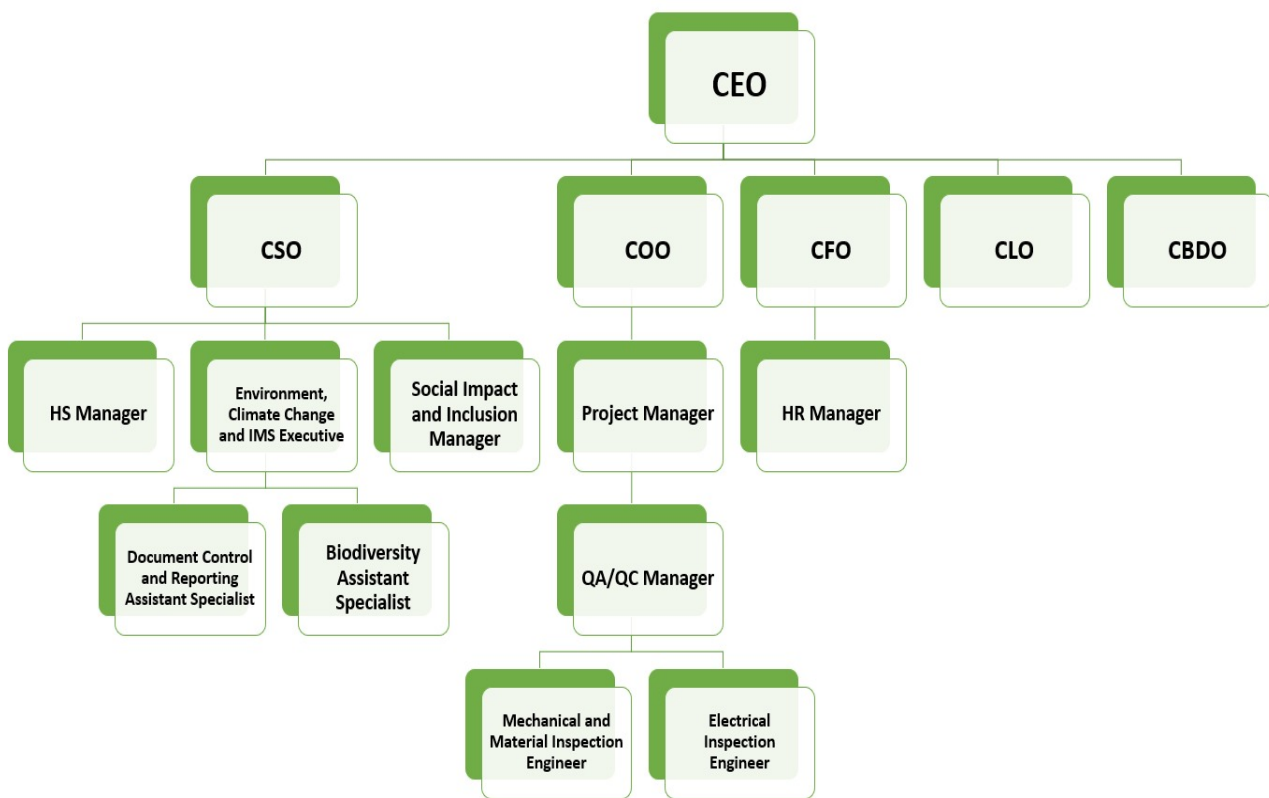 CEO
CSO
COO
CFO
CLO
CBDO
HS Manager
Environment,
Climate Change
and IMS Executive
Social Impact
and Inclusion
Manager
Project Manager
HR Manager
Document Control
and Reporting
Assistant Specialist
Biodiversity
Assistant
Specialist
QA/QC Manager
Mechanical and
Material Inspection
Engineer
Electrical
Inspection
Engineer